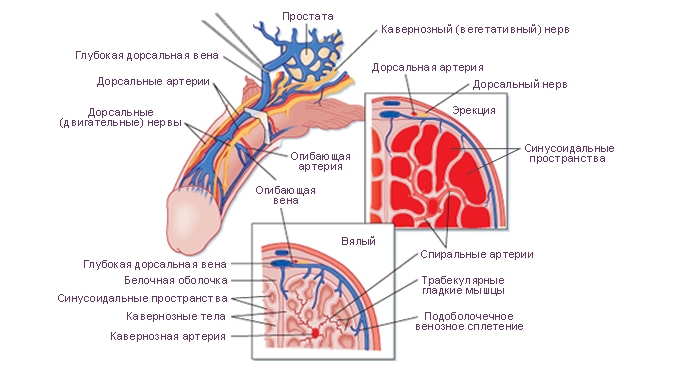 Простата
Кавернозный (вегетативный) нерв
Глубокая дорсальная вена
Дорсальная артерия
Дорсальные артерии
Дорсальный нерв
Дорсальные
(двигательные) нервы
Эрекция
Огибающая
артерия
Синусоидальные
пространства
Огибающая
вена
Вялый
Спиральные артерии
Глубокая дорсальная вена
Белочная оболочка
Трабекулярные
гладкие мышцы
Синусоидальные пространства
Кавернозные тела
Подоболочечное
венозное сплетение
Кавернозная артерия